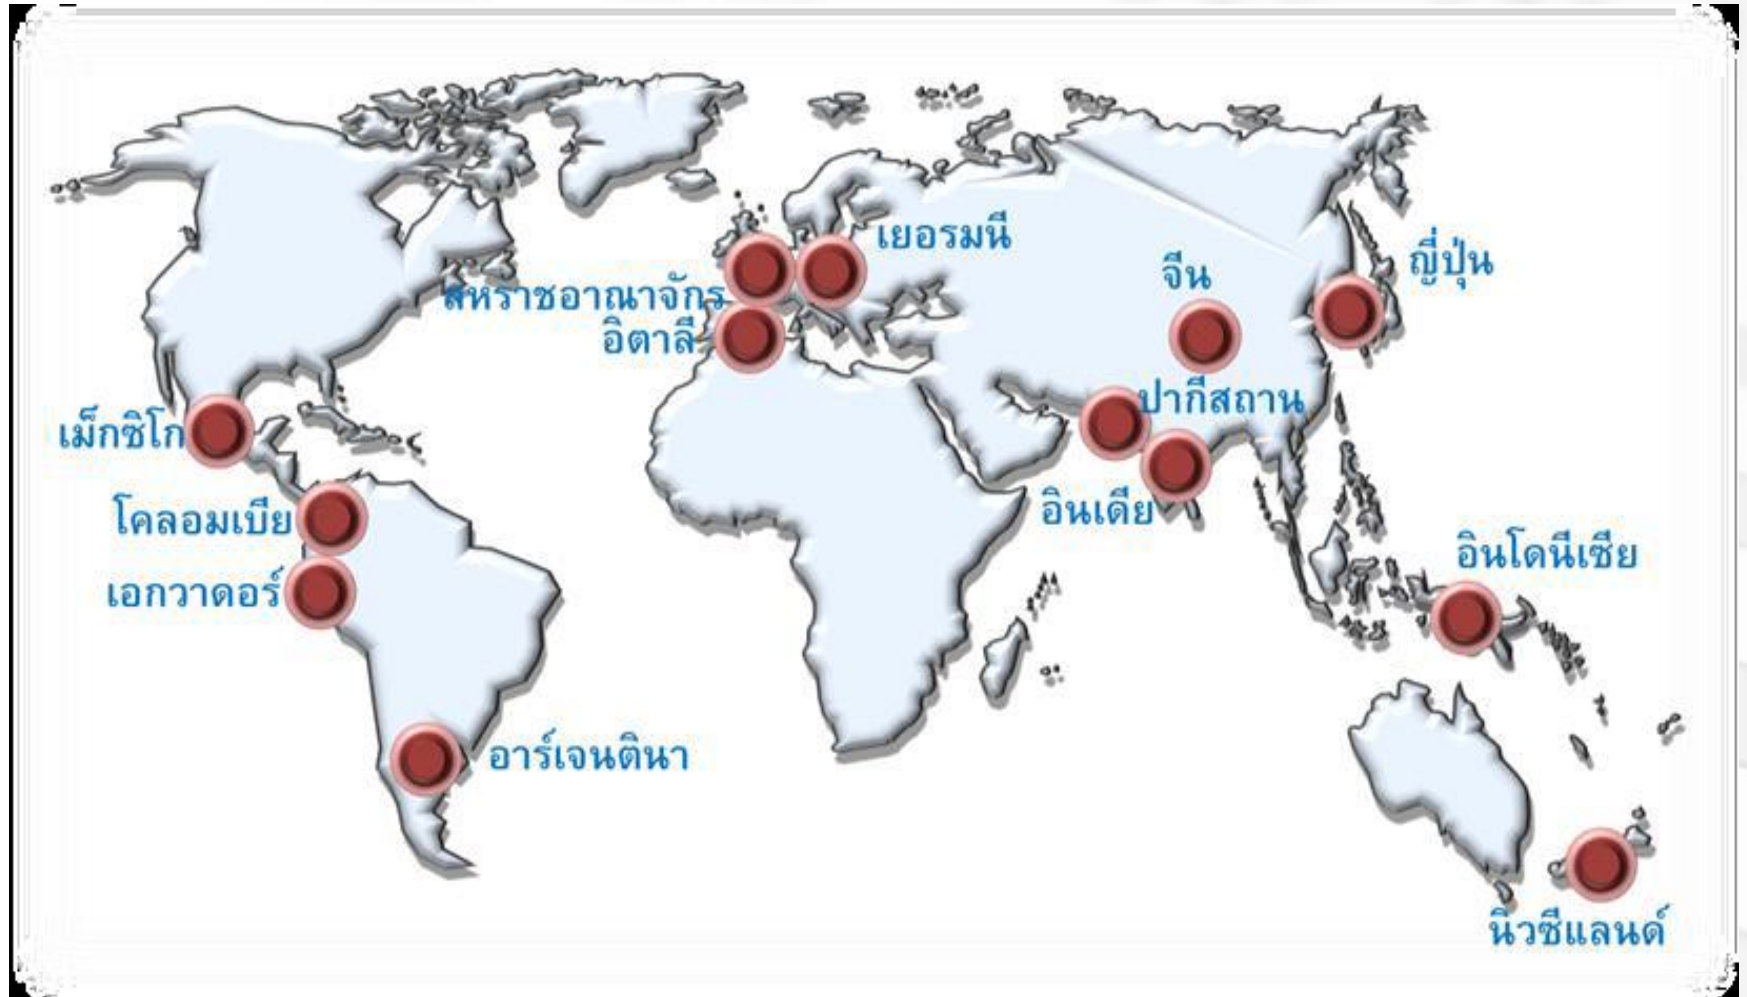 เยอรมนี
จีน
ญี่ปุ่น
สหราชอาณาจักร
อิตาลี
ปากีสถาน
เม็กซิโก
อินเดีย
โคลอมเบีย
อินโดนีเซีย
เอกวาดอร์
อาร์เจนตินา
นิวซีแลนด์